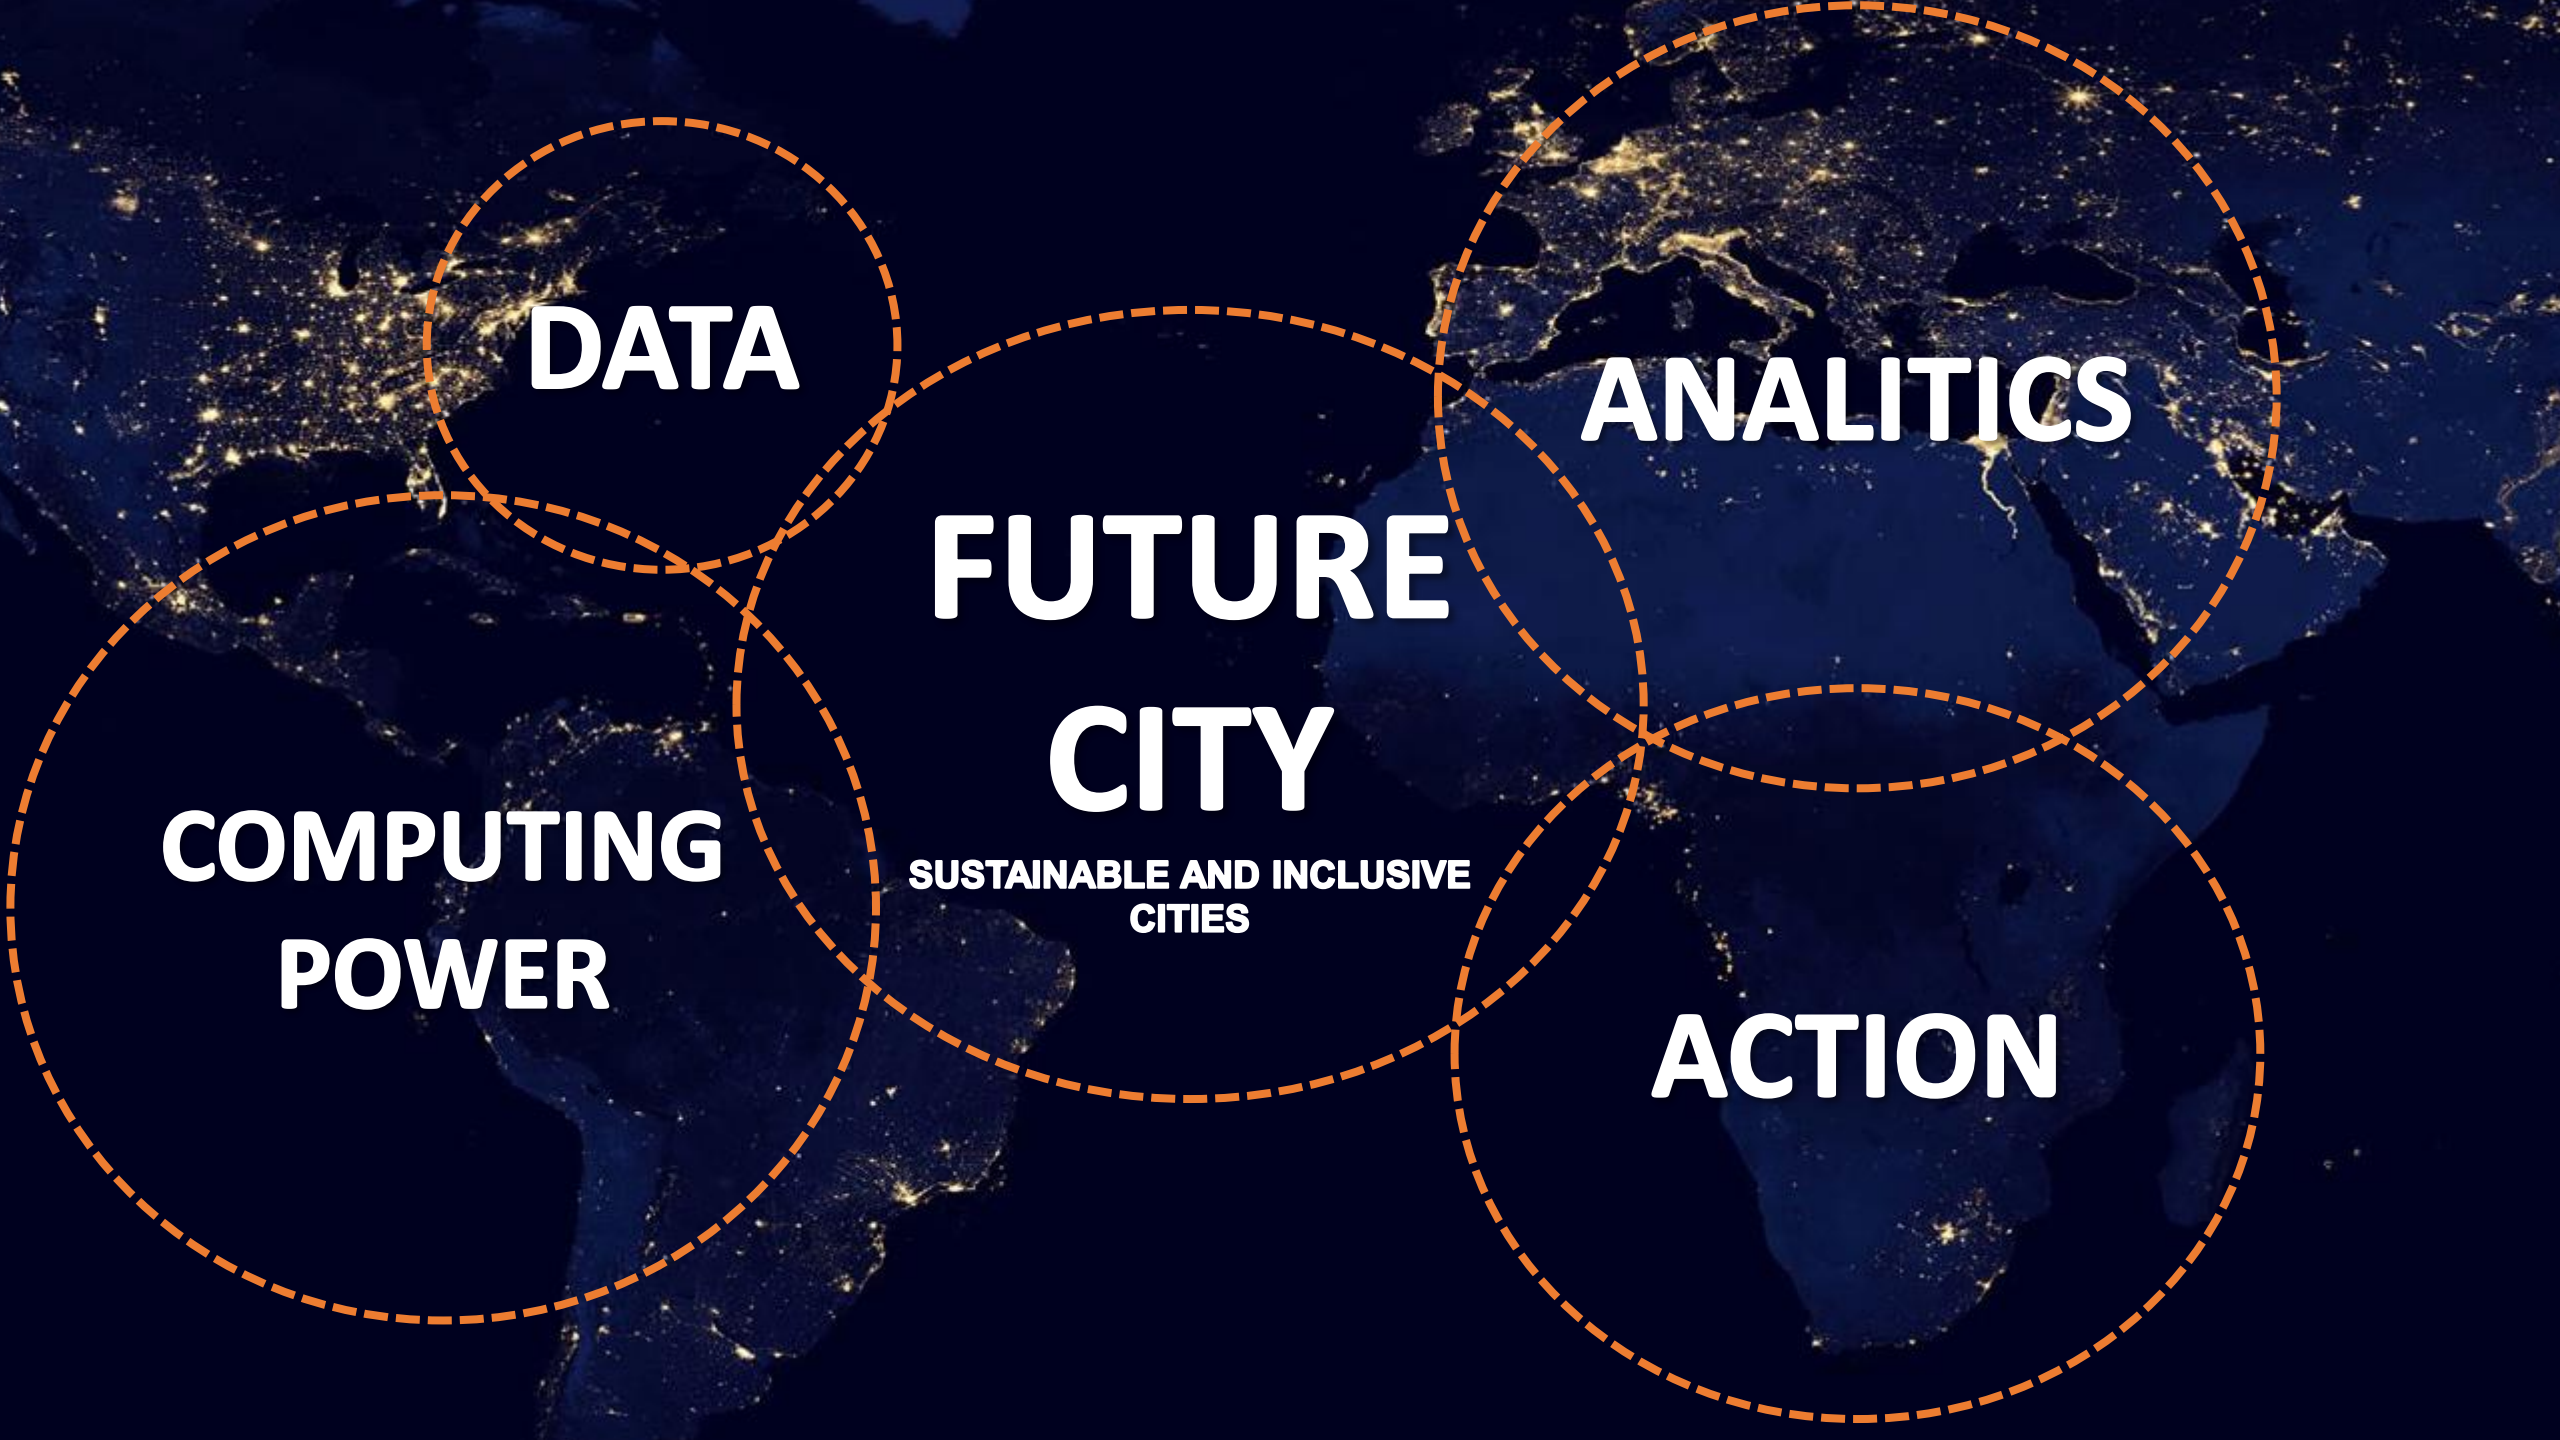 DATA
ANALITICS
FUTURE
CITY
SUSTAINABLE AND INCLUSIVE
CITIES
COMPUTING
POWER
ACTION